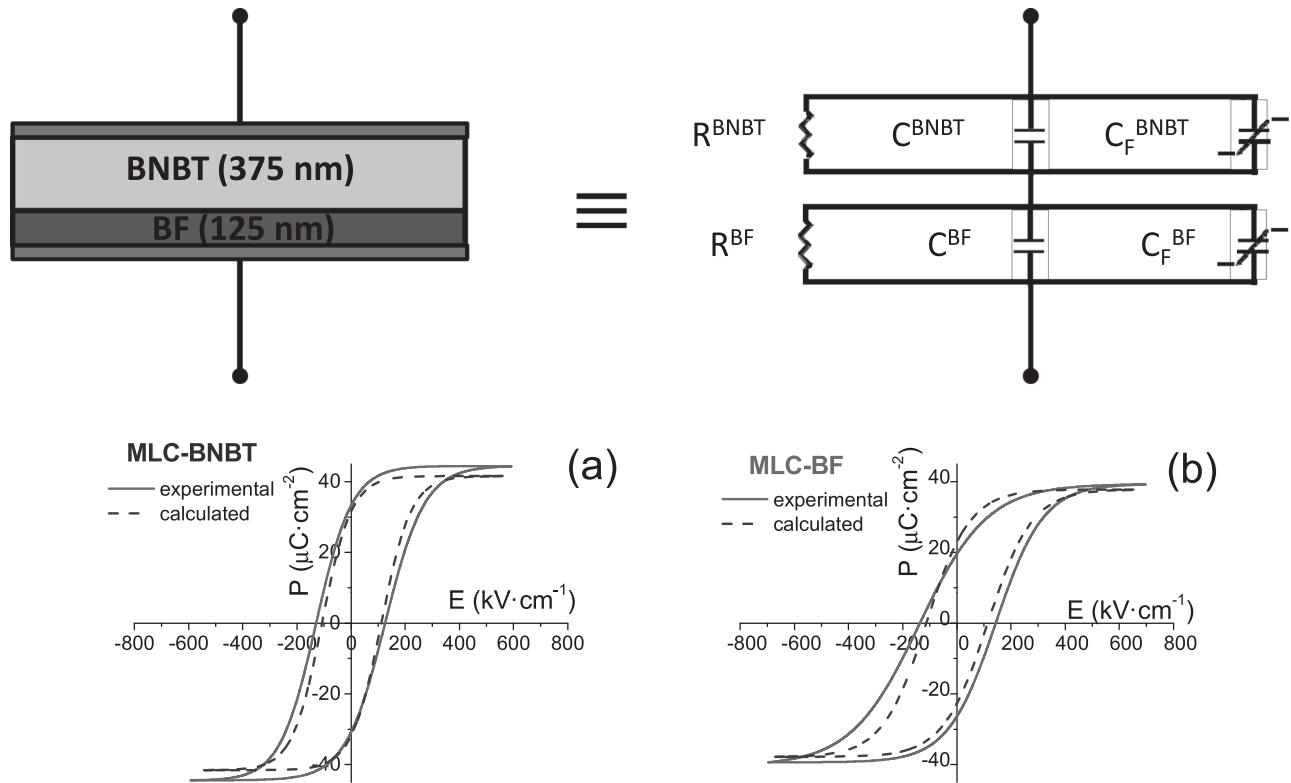 BNBT (375 nm)
BF (125 nm)
≡
R^BNBT C^BNBT C_F^BNBT
R^BF C^BF C_F^BF
MLC-BNBT
experimental
calculated
(a)
P (μC·cm⁻²)
E (kV·cm⁻¹)
40
20
0
-20
-40
-800 -600 -400 -200 0 200 400 600 800
MLC-BF
experimental
calculated
(b)
P (μC·cm⁻²)
E (kV·cm⁻¹)
40
20
0
-20
-40
-800 -600 -400 -200 0 200 400 600 800